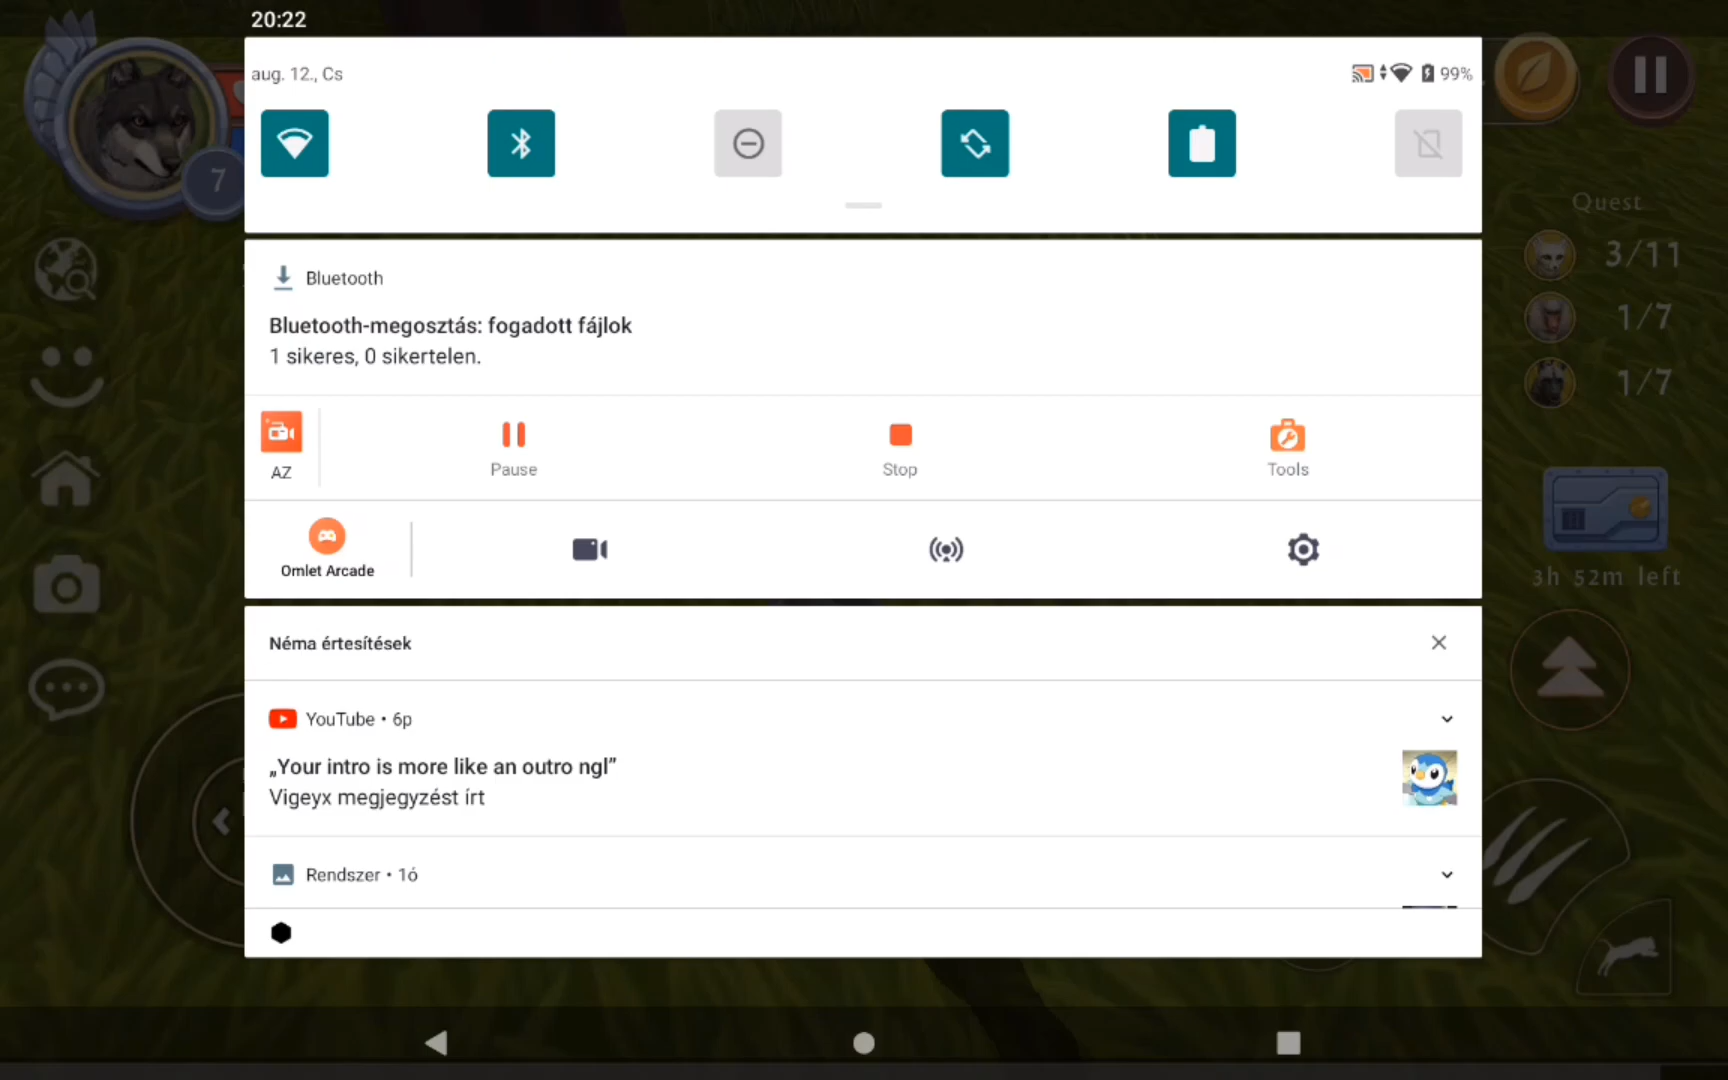 20:22
aug. 12., Cs
99%
7
Quest
3/11
1/7
1/7
Bluetooth
Bluetooth-megosztás: fogadott fájlok
1 sikeres, 0 sikertelen.
AZ
Pause
Stop
Tools
Omlet Arcade
3h 52m left
Néma értesítések
YouTube • 6p
„Your intro is more like an outro ngl”
Vigeyx megjegyzést írt
Rendszer • 1ó